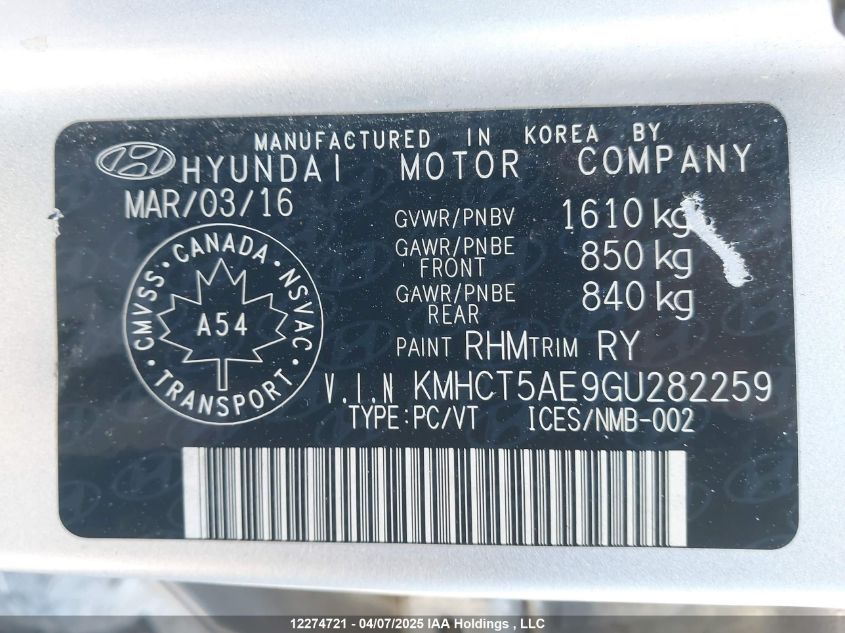 MANUFACTURED IN KOREA BY
HYUNDAI MOTOR COMPANY
MAR/03/16
GVWR/PNBV 1610 kg
GAWR/PNBE FRONT 850 kg
GAWR/PNBE REAR 840 kg
CANADA · NSVAC · TRANSPORT · CMVSS ·
A54
PAINT RHM TRIM RY
V.I.N KMHCT5AE9GU282259
TYPE:PC/VT ICES/NMB-002
12274721 - 04/07/2025 IAA Holdings , LLC